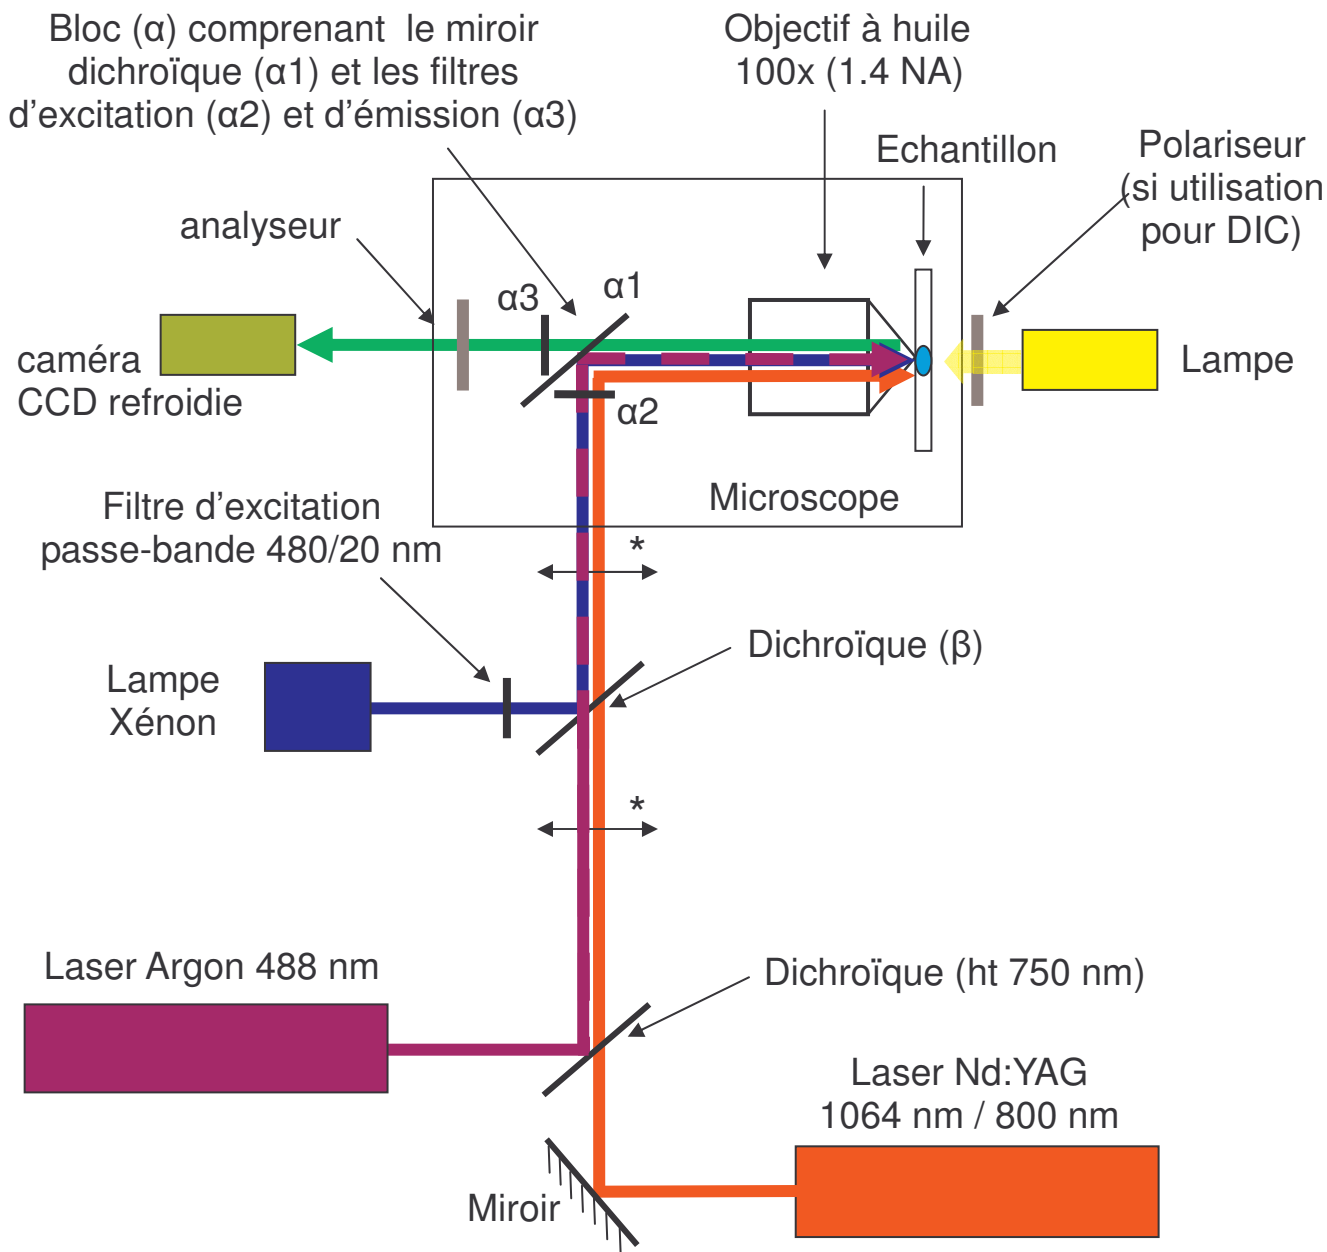 Bloc (α) comprenant  le miroir
dichroïque (α1) et les filtres
d’excitation (α2) et d’émission (α3)
Objectif à huile
100x (1.4 NA)
Echantillon
Polariseur
(si utilisation
pour DIC)
analyseur
α3
α1
caméra
CCD refroidie
Lampe
α2
Microscope
Filtre d’excitation
passe-bande 480/20 nm
*
Dichroïque (β)
Lampe
Xénon
*
Laser Argon 488 nm
Dichroïque (ht 750 nm)
Laser Nd:YAG
1064 nm / 800 nm
Miroir